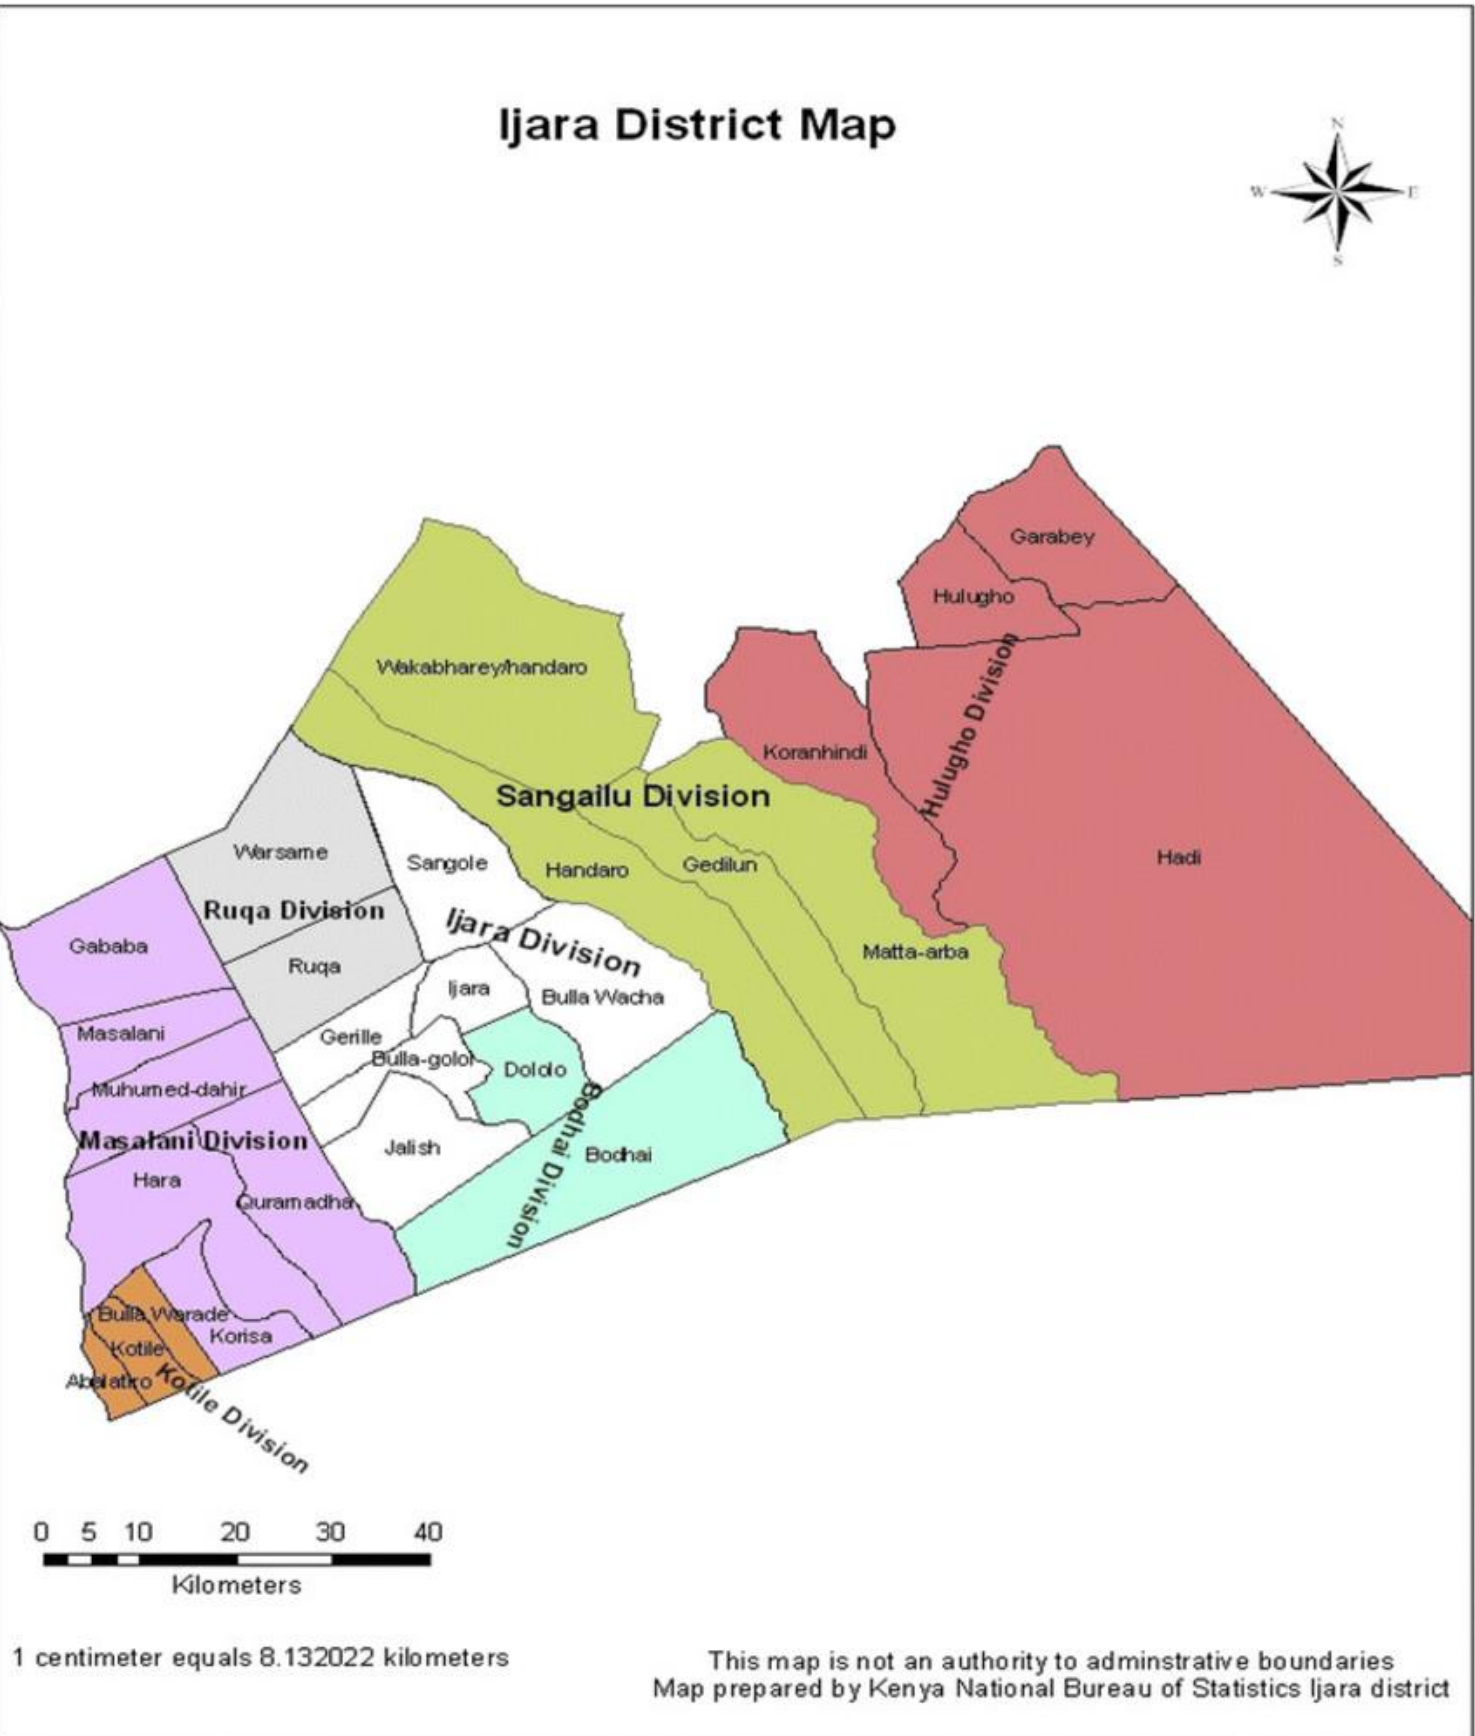 Ijara District Map
N
W
E
S
Garabey
Hulugho
Wakabharey/handaro
Hulugho Division
Koranhindi
Sangailu Division
Warsame
Sangole
Handaro
Gedilun
Hadi
Ruqa Division
Ijara Division
Gababa
Matta-arba
Ruqa
Ijara
Bulla Wacha
Masalani
Gerille
Bulla-golol
Dololo
Muhumed-dahir
Bodhai Division
Masalani Division
Jalish
Bodhai
Hara
Quramadha
Bulla Warade
Korisa
Kotile
Abalatiro
Kotile Division
0 5 10 20 30 40
Kilometers
1 centimeter equals 8.132022 kilometers
This map is not an authority to adminstrative boundaries
Map prepared by Kenya National Bureau of Statistics Ijara district